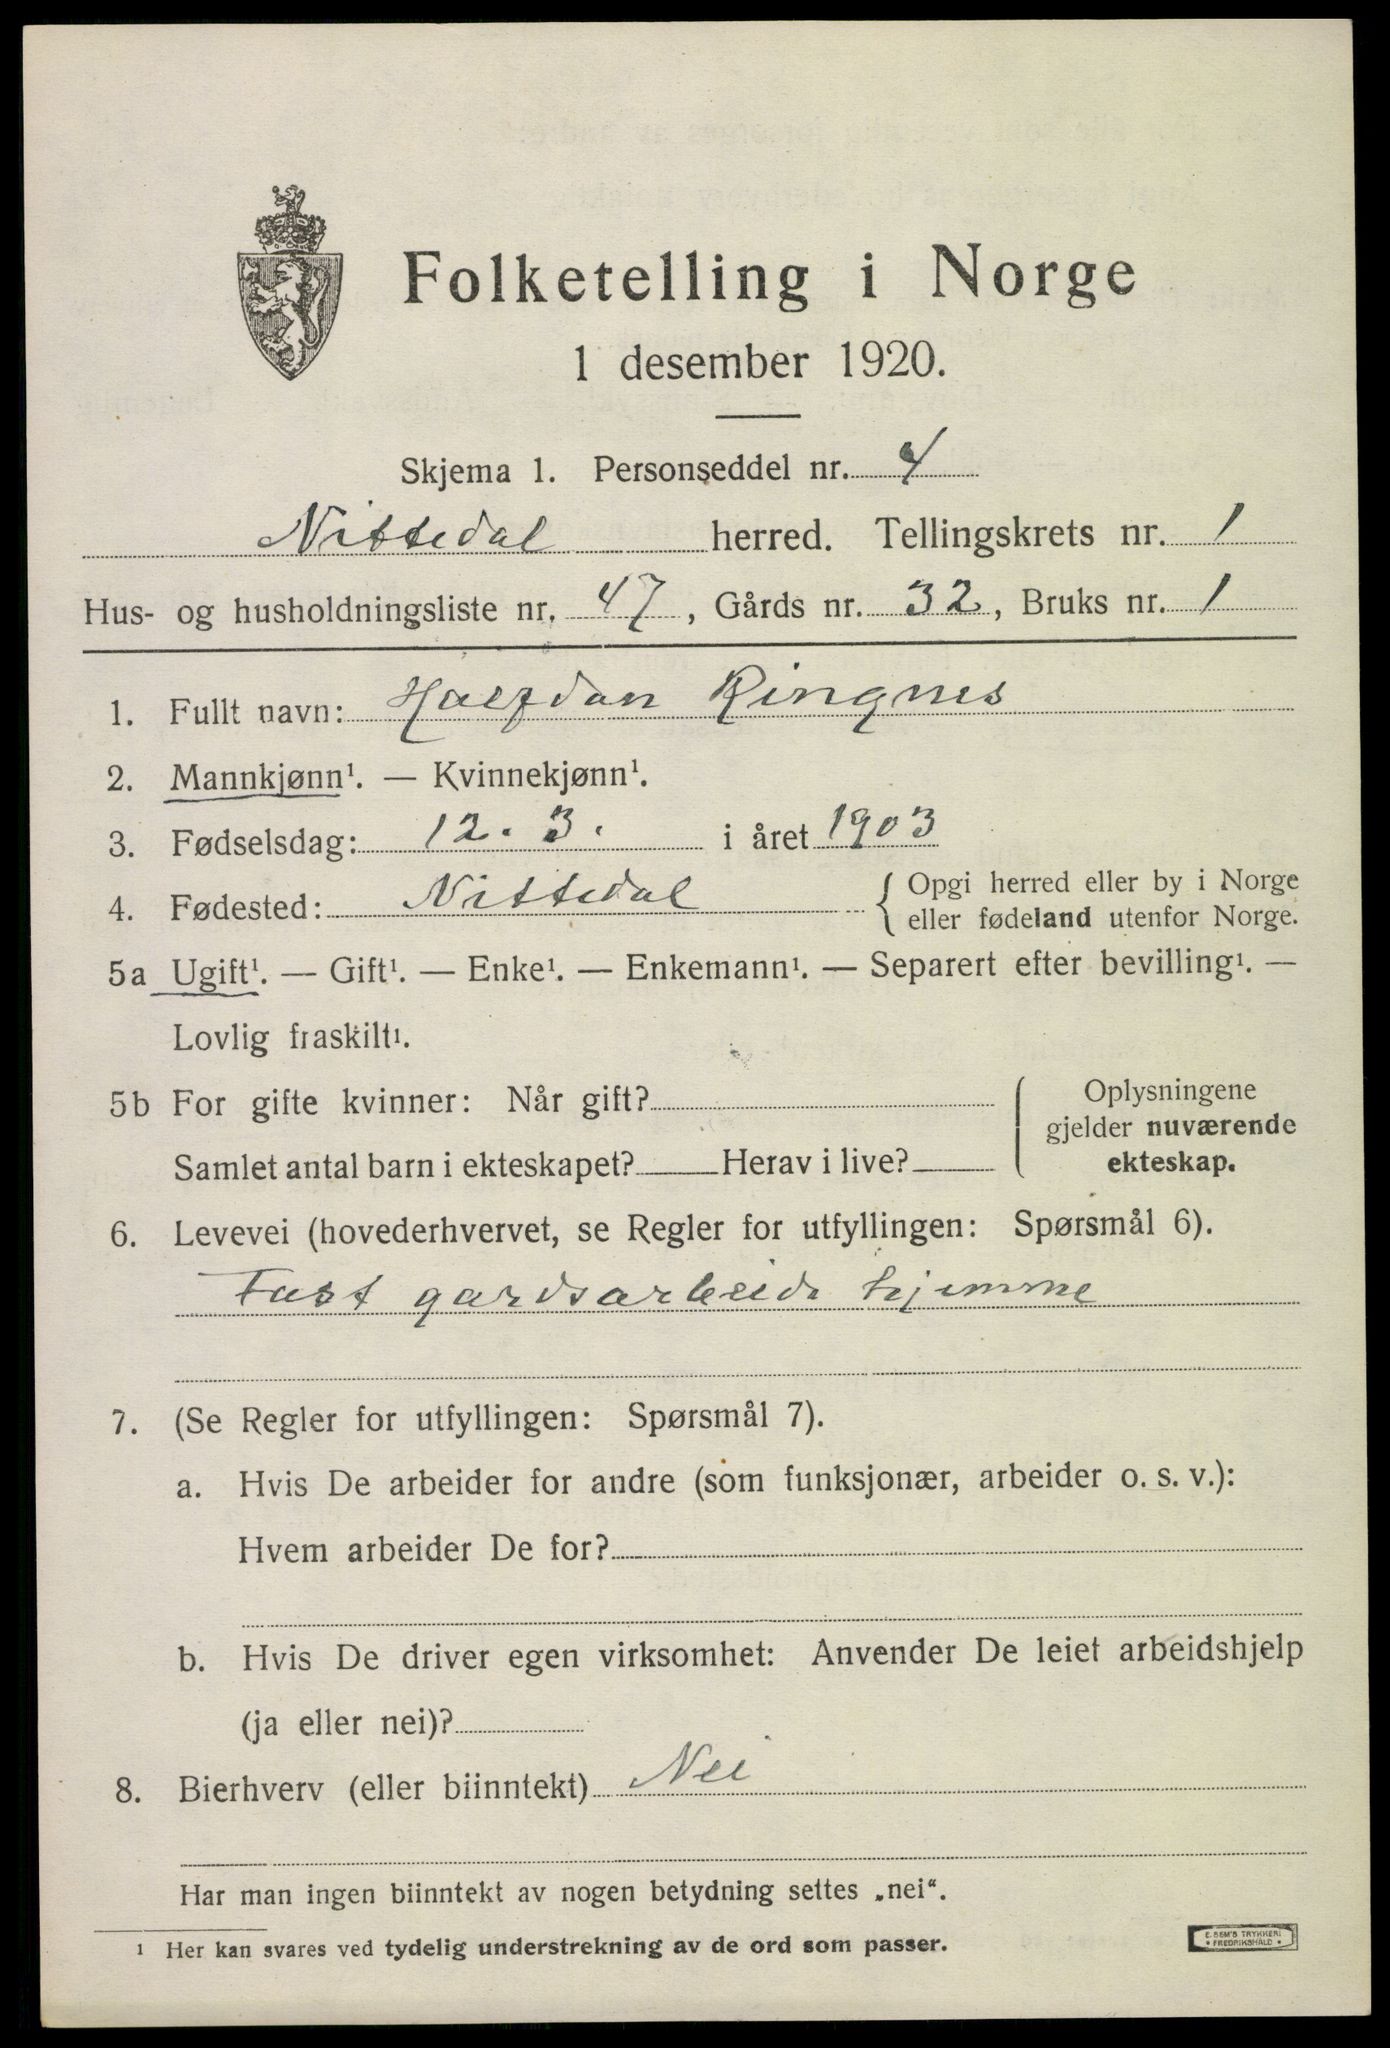 Folketelling i Norge
1 desember 1920.
Skjema 1. Personseddel nr. 4
Nittedal herred. Tellingskrets nr. 1
Hus- og husholdningsliste nr. 47, Gårds nr. 32, Bruks nr. 1
1. Fullt navn: Halfdan Ringnes
2. Mannkjønn¹. — Kvinnekjønn¹.
3. Fødselsdag: 12. 3. i året 1903
4. Fødested: Nittedal { Opgi herred eller by i Norge
eller fødeland utenfor Norge.
5a Ugift¹. — Gift¹. — Enke¹. — Enkemann¹. — Separert efter bevilling¹. —
Lovlig fraskilt¹.
5b For gifte kvinner: Når gift?
Samlet antal barn i ekteskapet? Herav i live?
Oplysningene
gjelder nuværende
ekteskap.
6. Levevei (hovederhvervet, se Regler for utfyllingen: Spørsmål 6).
Fast gardsarbeide hjemme
7. (Se Regler for utfyllingen: Spørsmål 7).
a. Hvis De arbeider for andre (som funksjonær, arbeider o. s. v.):
Hvem arbeider De for?
b. Hvis De driver egen virksomhet: Anvender De leiet arbeidshjelp
(ja eller nei)?
8. Bierhverv (eller biinntekt) Nei
Har man ingen biinntekt av nogen betydning settes „nei“.
¹ Her kan svares ved tydelig understrekning av de ord som passer.
E. SEM'S TRYKKERI
• FREDRIKSHALD •